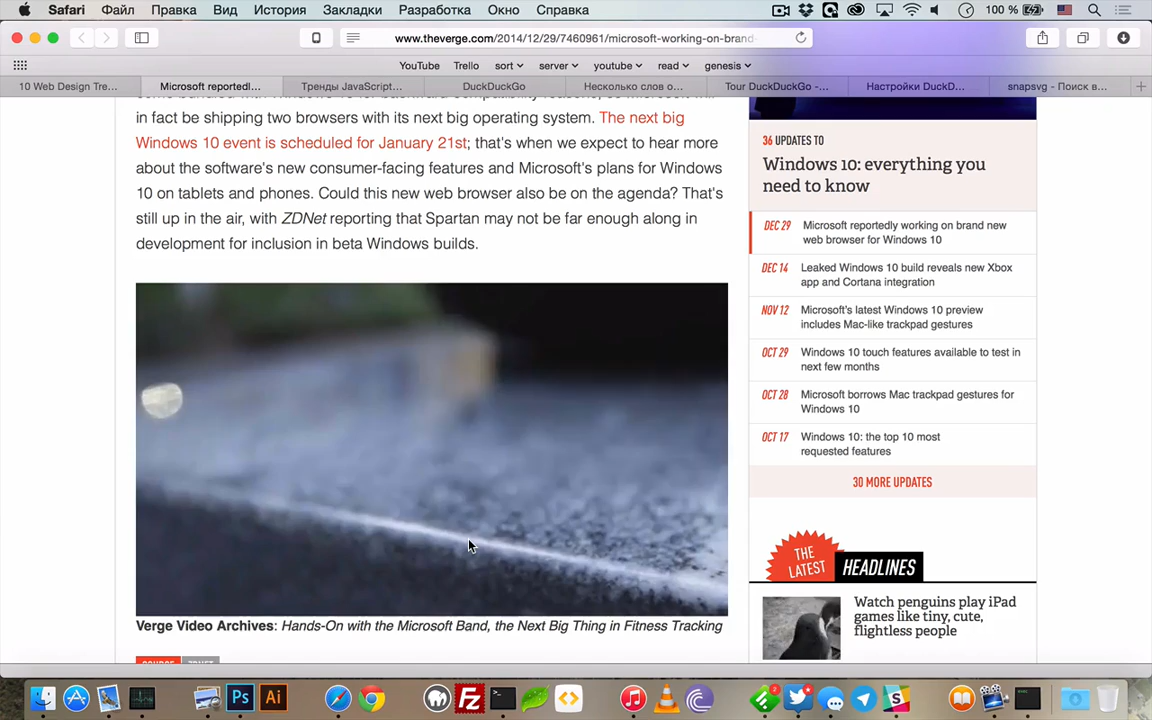 Safari Файл Правка Вид История Закладки Разработка Окно Справка 100 %
www.theverge.com/2014/12/29/7460961/microsoft-working-on-brand-
YouTube Trello sort server youtube read genesis
10 Web Design Tre... Microsoft reportedl... Тренды JavaScript... DuckDuckGo Несколько слов о... Tour DuckDuckGo -... Настройки DuckD... snapsvg - Поиск в...
in fact be shipping two browsers with its next big operating system. The next big
Windows 10 event is scheduled for January 21st; that's when we expect to hear more
about the software's new consumer-facing features and Microsoft's plans for Windows
10 on tablets and phones. Could this new web browser also be on the agenda? That's
still up in the air, with ZDNet reporting that Spartan may not be far enough along in
development for inclusion in beta Windows builds.
Verge Video Archives: Hands-On with the Microsoft Band, the Next Big Thing in Fitness Tracking
36 UPDATES TO
Windows 10: everything you
need to know
DEC 29 Microsoft reportedly working on brand new
web browser for Windows 10
DEC 14 Leaked Windows 10 build reveals new Xbox
app and Cortana integration
NOV 12 Microsoft's latest Windows 10 preview
includes Mac-like trackpad gestures
OCT 29 Windows 10 touch features available to test in
next few months
OCT 28 Microsoft borrows Mac trackpad gestures for
Windows 10
OCT 17 Windows 10: the top 10 most
requested features
30 MORE UPDATES
THE
LATEST HEADLINES
Watch penguins play iPad
games like tiny, cute,
flightless people
Ps Ai Fz